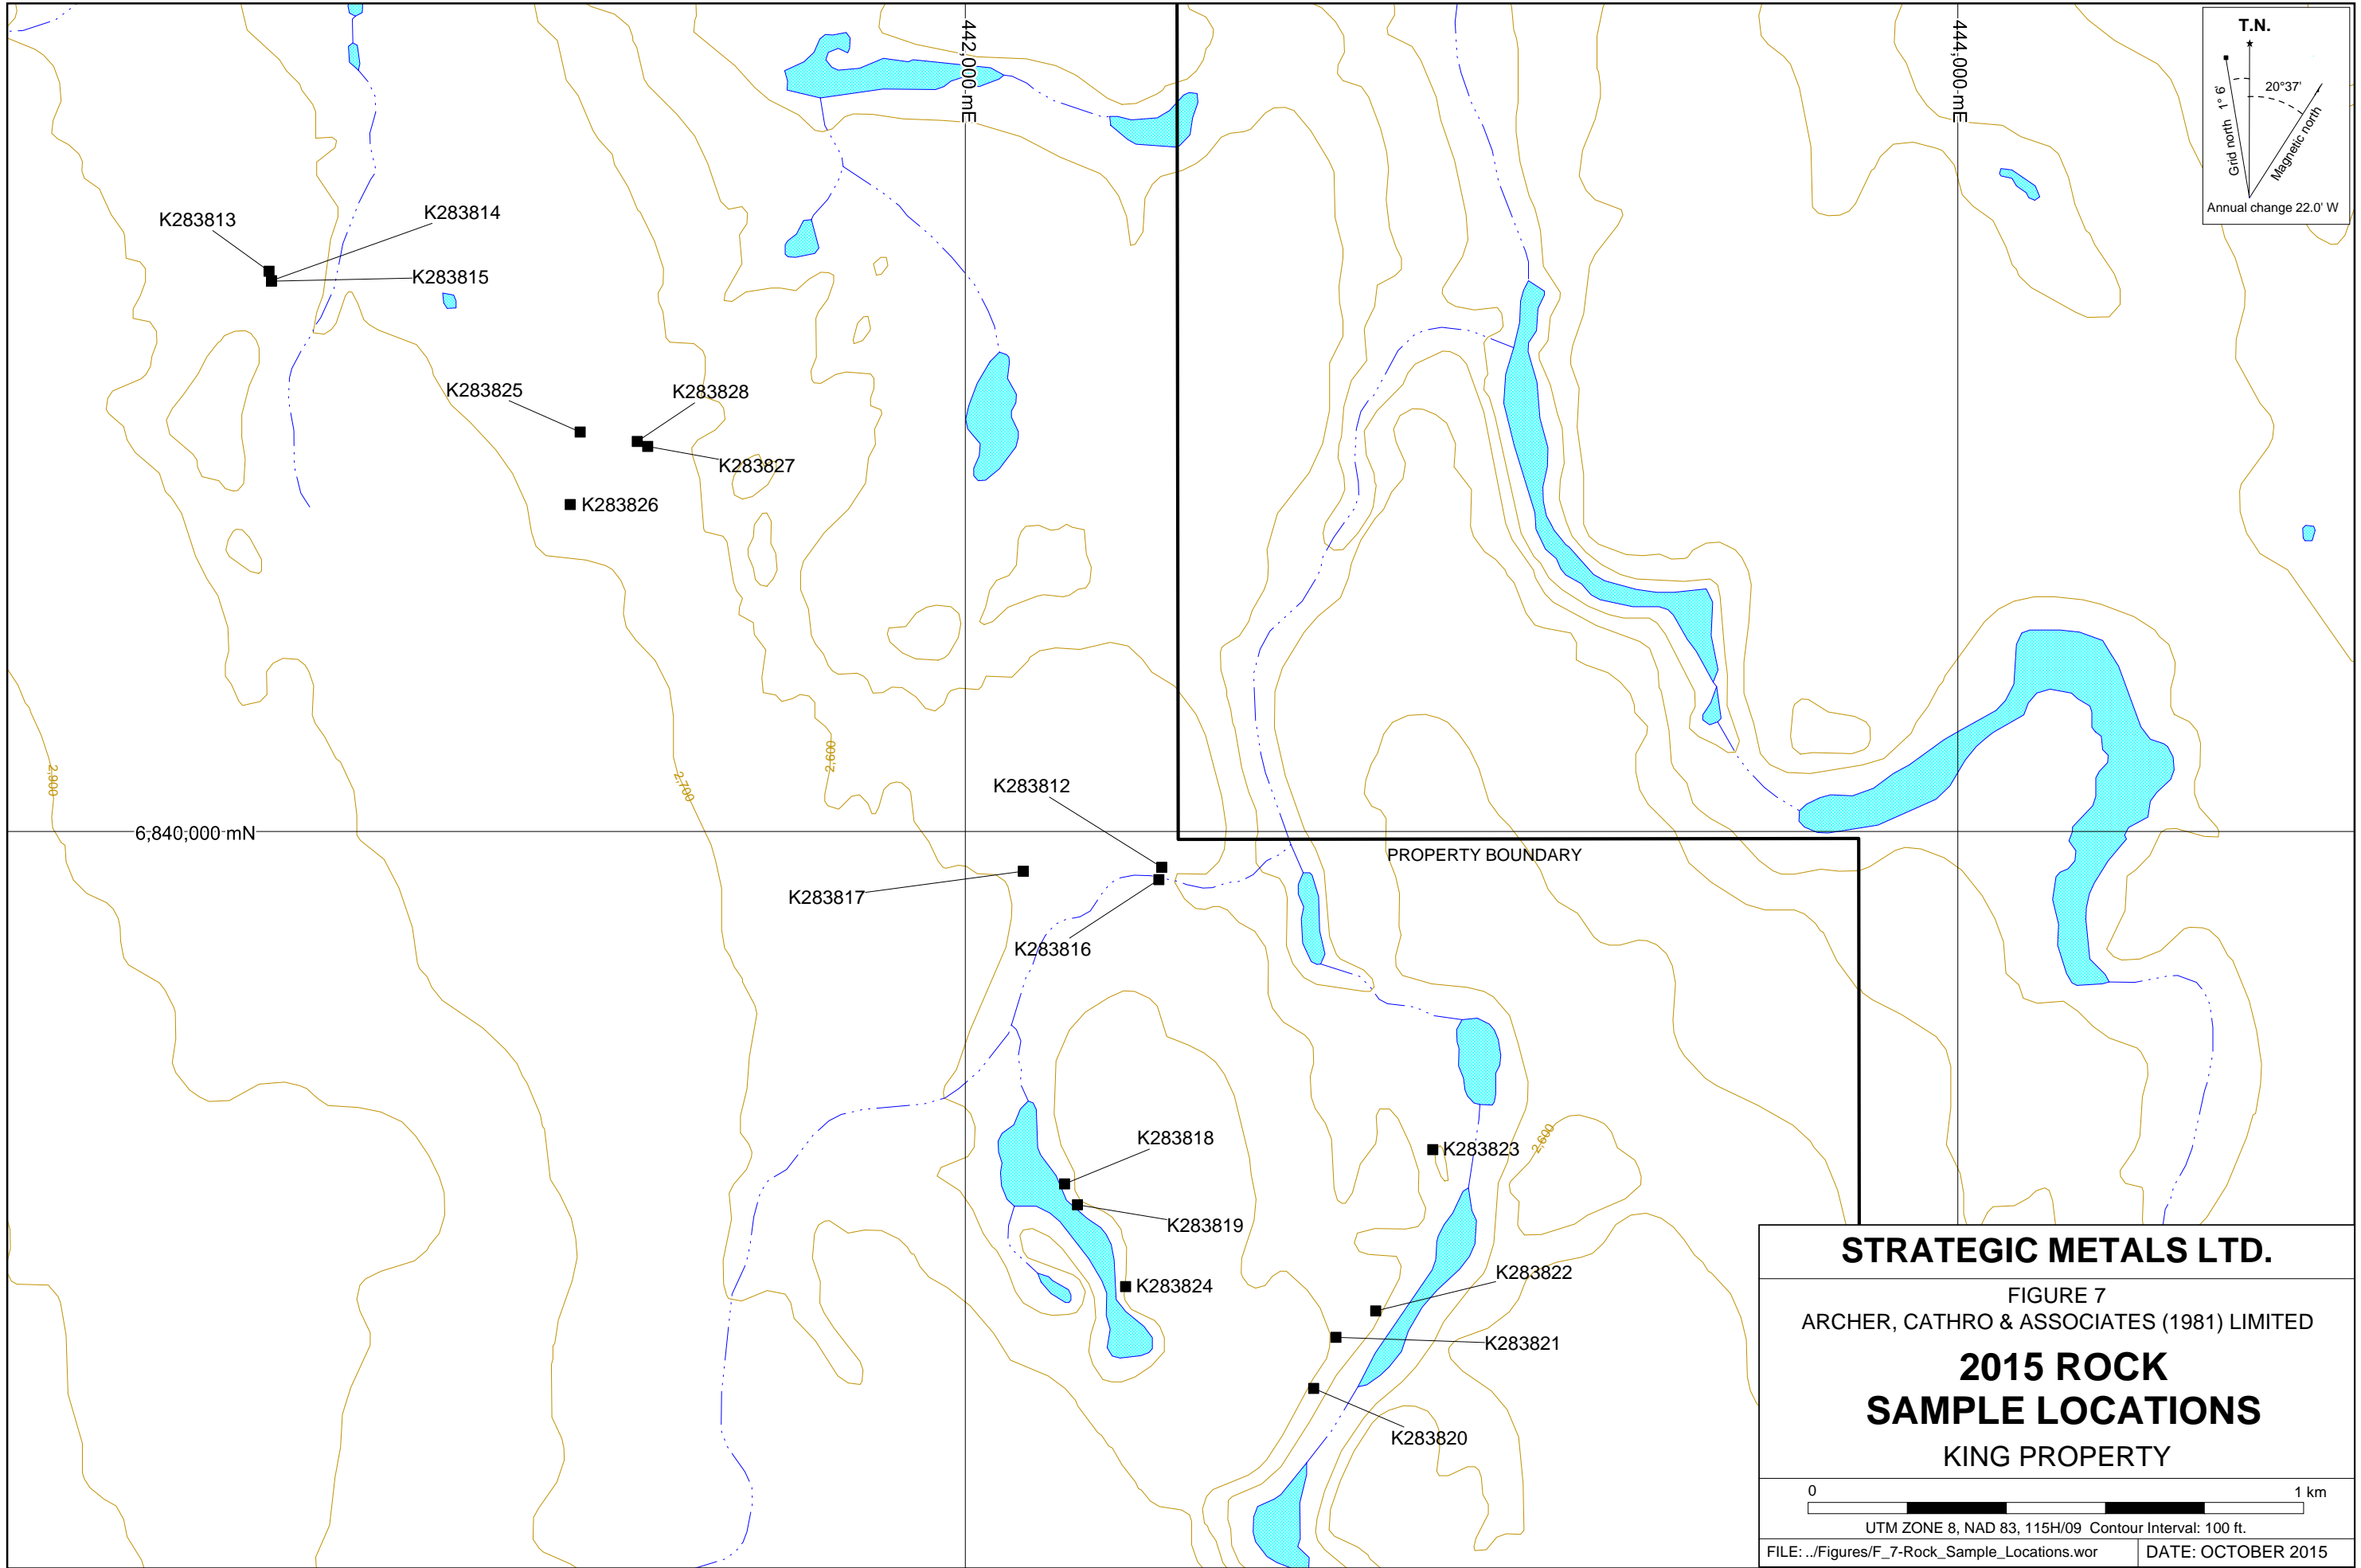 442,000 mE
444,000 mE
T.N.
20°37'
Grid north 1° 6'
Magnetic north
Annual change 22.0' W
K283813
K283814
K283815
K283825
K283828
K283827
K283826
2,900
2,700
2,600
K283812
6,840,000 mN
PROPERTY BOUNDARY
K283817
K283816
K283818
K283823
2,600
K283819
K283824
K283822
K283821
K283820
STRATEGIC METALS LTD.
FIGURE 7
ARCHER, CATHRO & ASSOCIATES (1981) LIMITED
2015 ROCK
SAMPLE LOCATIONS
KING PROPERTY
0 1 km
UTM ZONE 8, NAD 83, 115H/09 Contour Interval: 100 ft.
FILE: ../Figures/F_7-Rock_Sample_Locations.wor
DATE: OCTOBER 2015